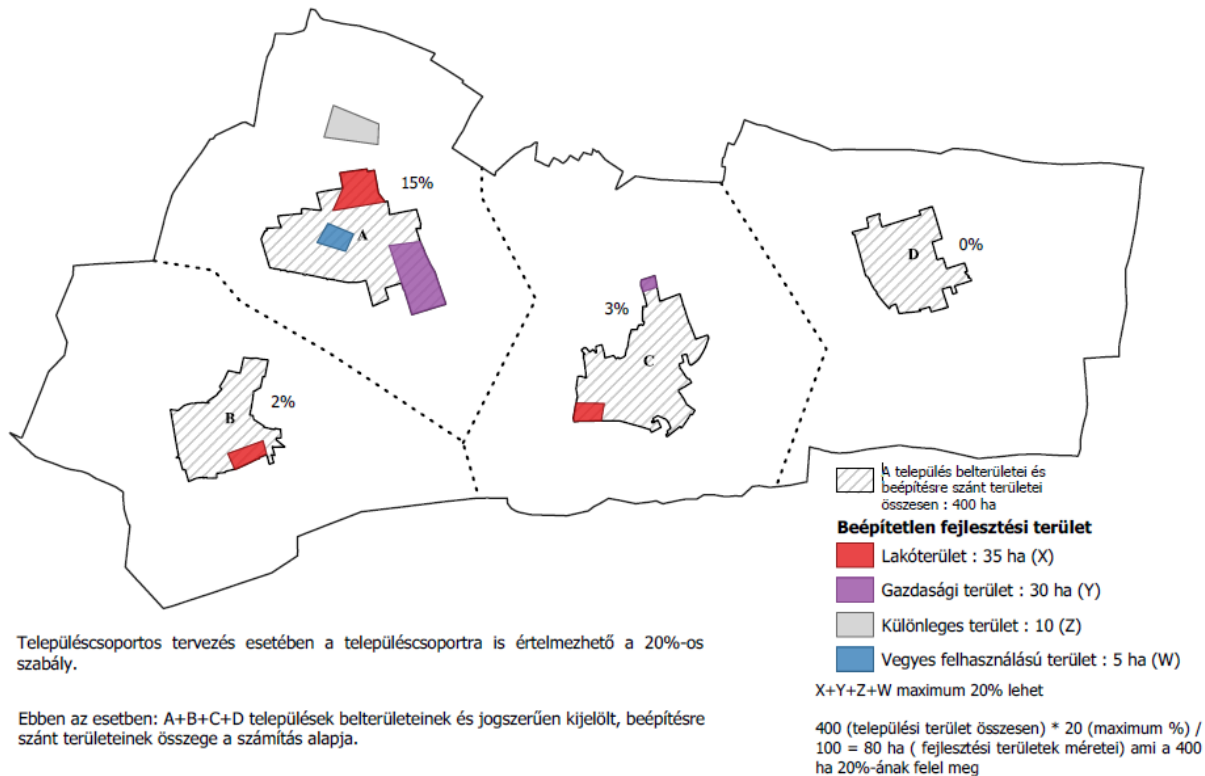 15%
A
0%
D
3%
C
2%
B
A település belterületei és
beépítésre szánt területei
összesen : 400 ha
Beépítetlen fejlesztési terület
Lakóterület : 35 ha (X)
Gazdasági terület : 30 ha (Y)
Különleges terület : 10 (Z)
Vegyes felhasználású terület : 5 ha (W)
X+Y+Z+W maximum 20% lehet
400 (települési terület összesen) * 20 (maximum %) /
100 = 80 ha ( fejlesztési területek méretei) ami a 400
ha 20%-ának felel meg
Településcsoportos tervezés esetében a településcsoportra is értelmezhető a 20%-os
szabály.
Ebben az esetben: A+B+C+D települések belterületeinek és jogszerűen kijelölt, beépítésre
szánt területeinek összege a számítás alapja.